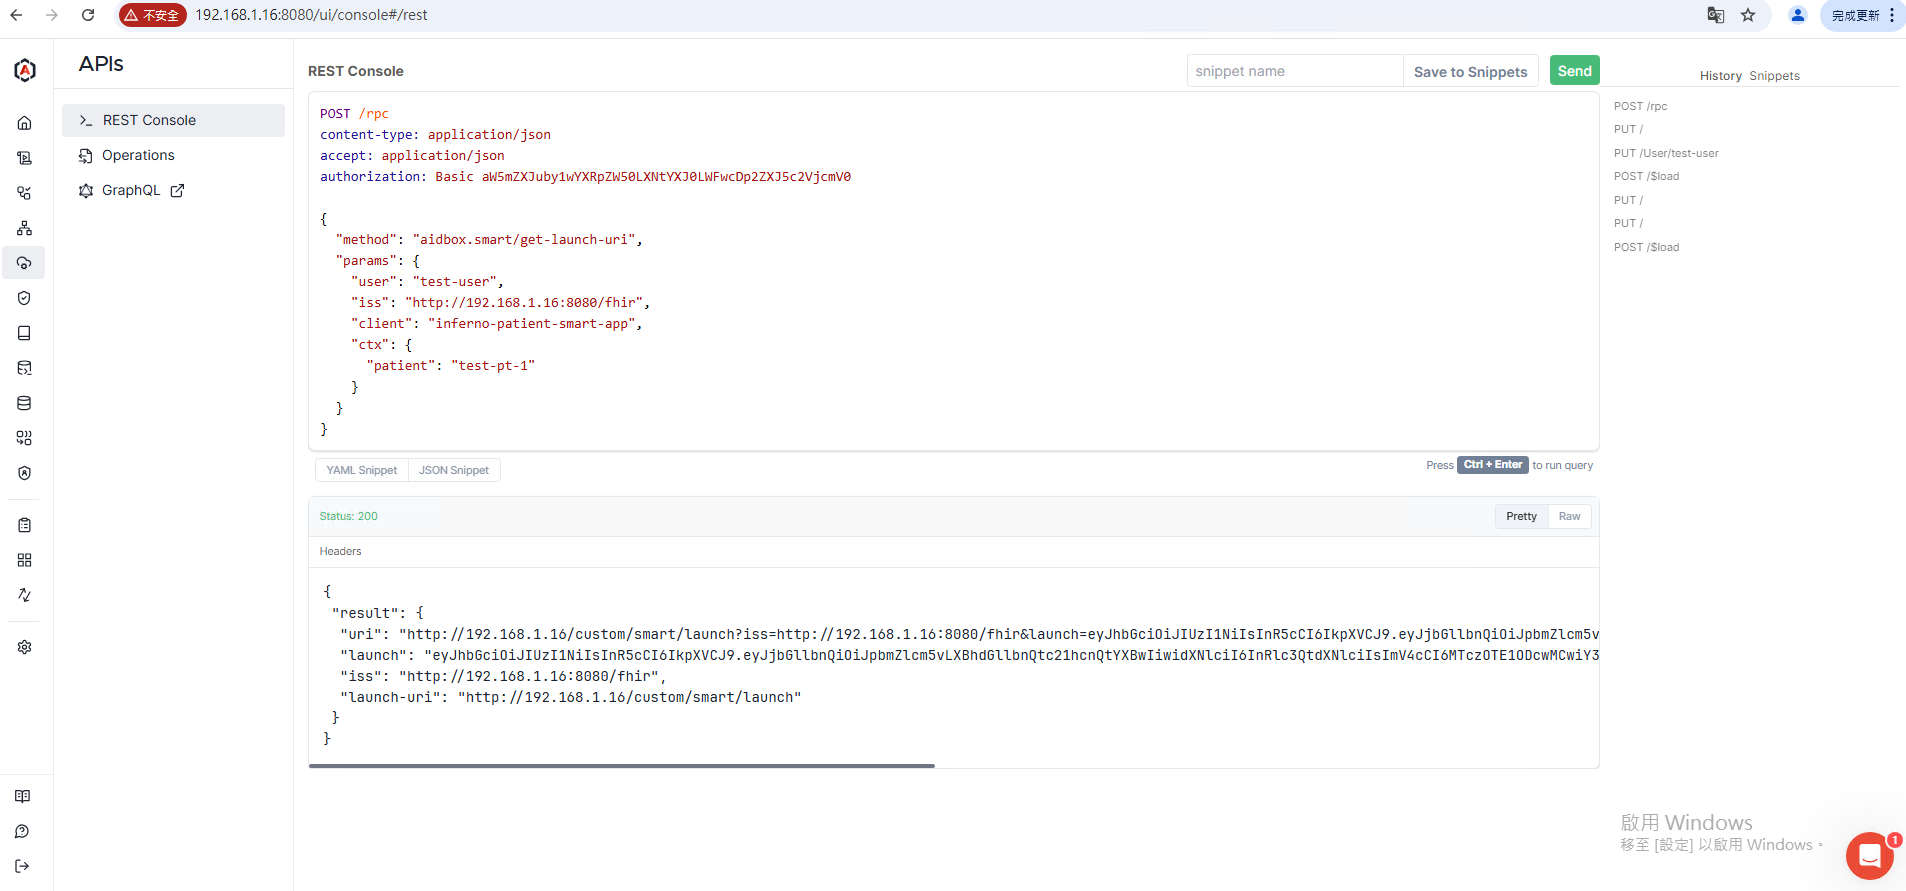 不安全
192.168.1.16:8080/ui/console#/rest
完成更新
APIs
REST Console
Operations
GraphQL
REST Console
snippet name
Save to Snippets
Send
POST /rpc
content-type: application/json
accept: application/json
authorization: Basic aW5mZXJuby1wYXRpZW50LXNtYXJ0LWFwcDp2ZXJ5c2VjcmV0
{
"method": "aidbox.smart/get-launch-uri",
"params": {
"user": "test-user",
"iss": "http://192.168.1.16:8080/fhir",
"client": "inferno-patient-smart-app",
"ctx": {
"patient": "test-pt-1"
}
}
}
YAML Snippet
JSON Snippet
Press Ctrl + Enter to run query
Status: 200
Pretty
Raw
Headers
{
"result": {
"uri": "http://192.168.1.16/custom/smart/launch?iss=http://192.168.1.16:8080/fhir&launch=eyJhbGciOiJIUzI1NiIsInR5cCI6IkpXVCJ9.eyJjbGllbnQiOiJpbmZlcm5v
"launch": "eyJhbGciOiJIUzI1NiIsInR5cCI6IkpXVCJ9.eyJjbGllbnQiOiJpbmZlcm5vLXBhdGllbnQtc21hcnQtYXBwIiwidXNlciI6InRlc3QtdXNlciIsImV4cCI6MTczOTE1ODcwMCwiY3
"iss": "http://192.168.1.16:8080/fhir",
"launch-uri": "http://192.168.1.16/custom/smart/launch"
}
}
History Snippets
POST /rpc
PUT /
PUT /User/test-user
POST /$load
PUT /
PUT /
POST /$load
啟用 Windows
移至 [設定] 以啟用 Windows。
1